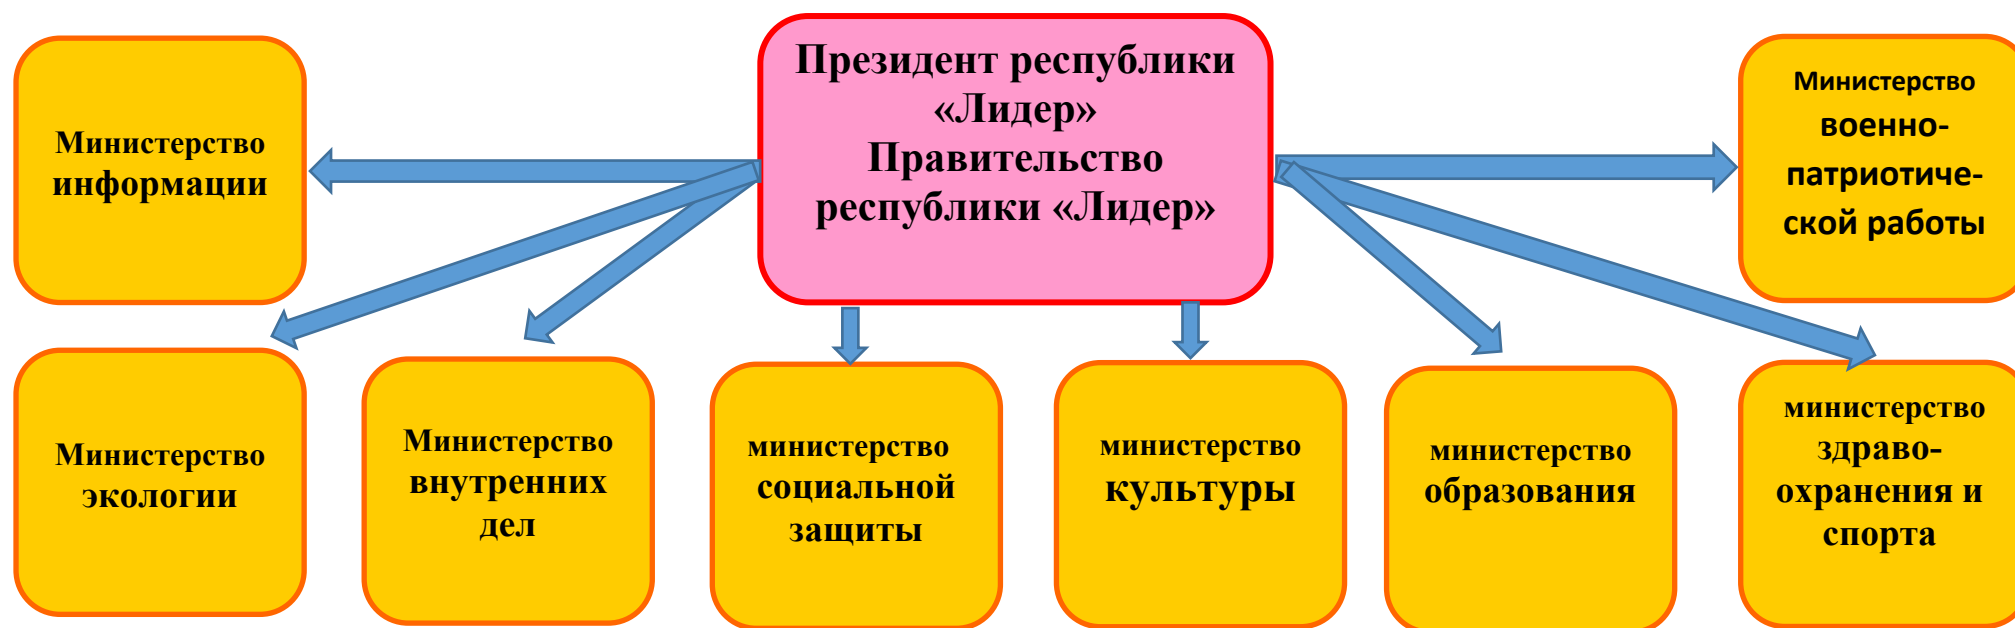 Президент республики
«Лидер»
Правительство
республики «Лидер»
Министерство
информации
Министерство
военно-
патриотиче-
ской работы
Министерство
экологии
Министерство
внутренних
дел
министерство
социальной
защиты
министерство
культуры
министерство
образования
министерство
здраво-
охранения и
спорта